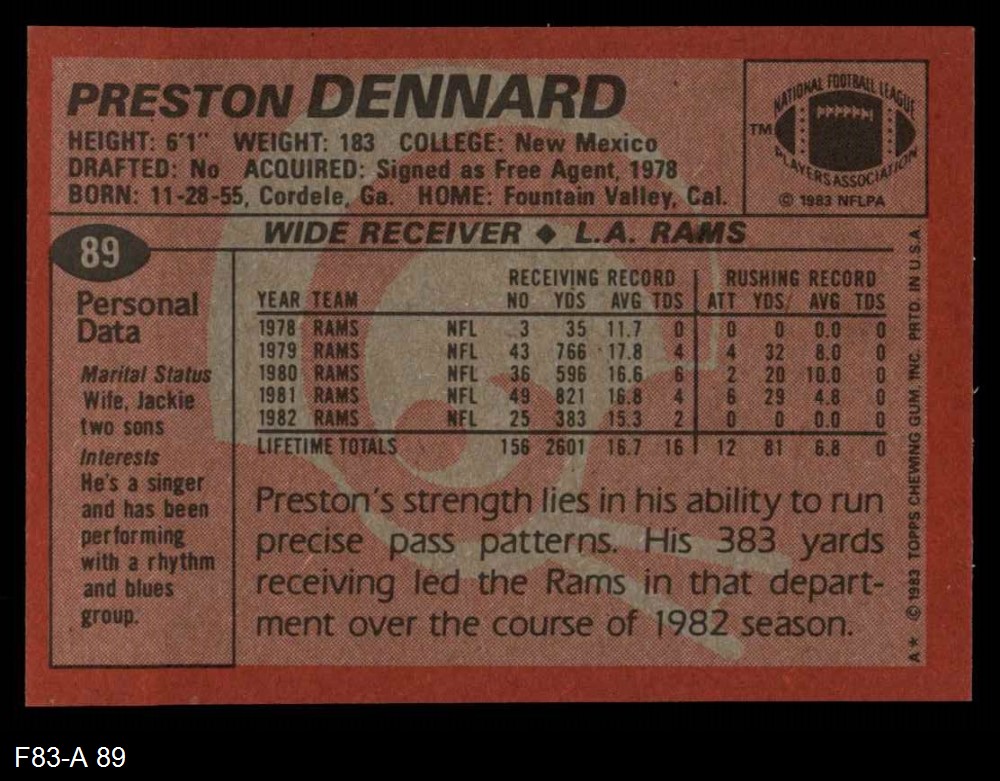 PRESTON DENNARD
HEIGHT: 6'1" WEIGHT: 183 COLLEGE: New Mexico
DRAFTED: No ACQUIRED: Signed as Free Agent, 1978
BORN: 11-28-55, Cordele, Ga. HOME: Fountain Valley, Cal.
NATIONAL FOOTBALL LEAGUE
TM
PLAYERS ASSOCIATION
© 1983 NFLPA
WIDE RECEIVER ◆ L.A. RAMS
89
Personal
Data
Marital Status
Wife, Jackie
two sons
Interests
He's a singer
and has been
performing
with a rhythm
and blues
group.
RECEIVING RECORD RUSHING RECORD
YEAR TEAM NO YDS AVG TDS ATT YDS/ AVG TDS
1978 RAMS NFL 3 35 11.7 0 0 0 0.0 0
1979 RAMS NFL 43 766 17.8 4 4 32 8.0 0
1980 RAMS NFL 36 596 16.6 6 2 20 10.0 0
1981 RAMS NFL 49 821 16.8 4 6 29 4.8 0
1982 RAMS NFL 25 383 15.3 2 0 0 0.0 0
LIFETIME TOTALS 156 2601 16.7 16 12 81 6.8 0
Preston's strength lies in his ability to run
precise pass patterns. His 383 yards
receiving led the Rams in that depart-
ment over the course of 1982 season.
A* © 1983 TOPPS CHEWING GUM, INC. PRTD. IN U.S.A.
F83-A 89